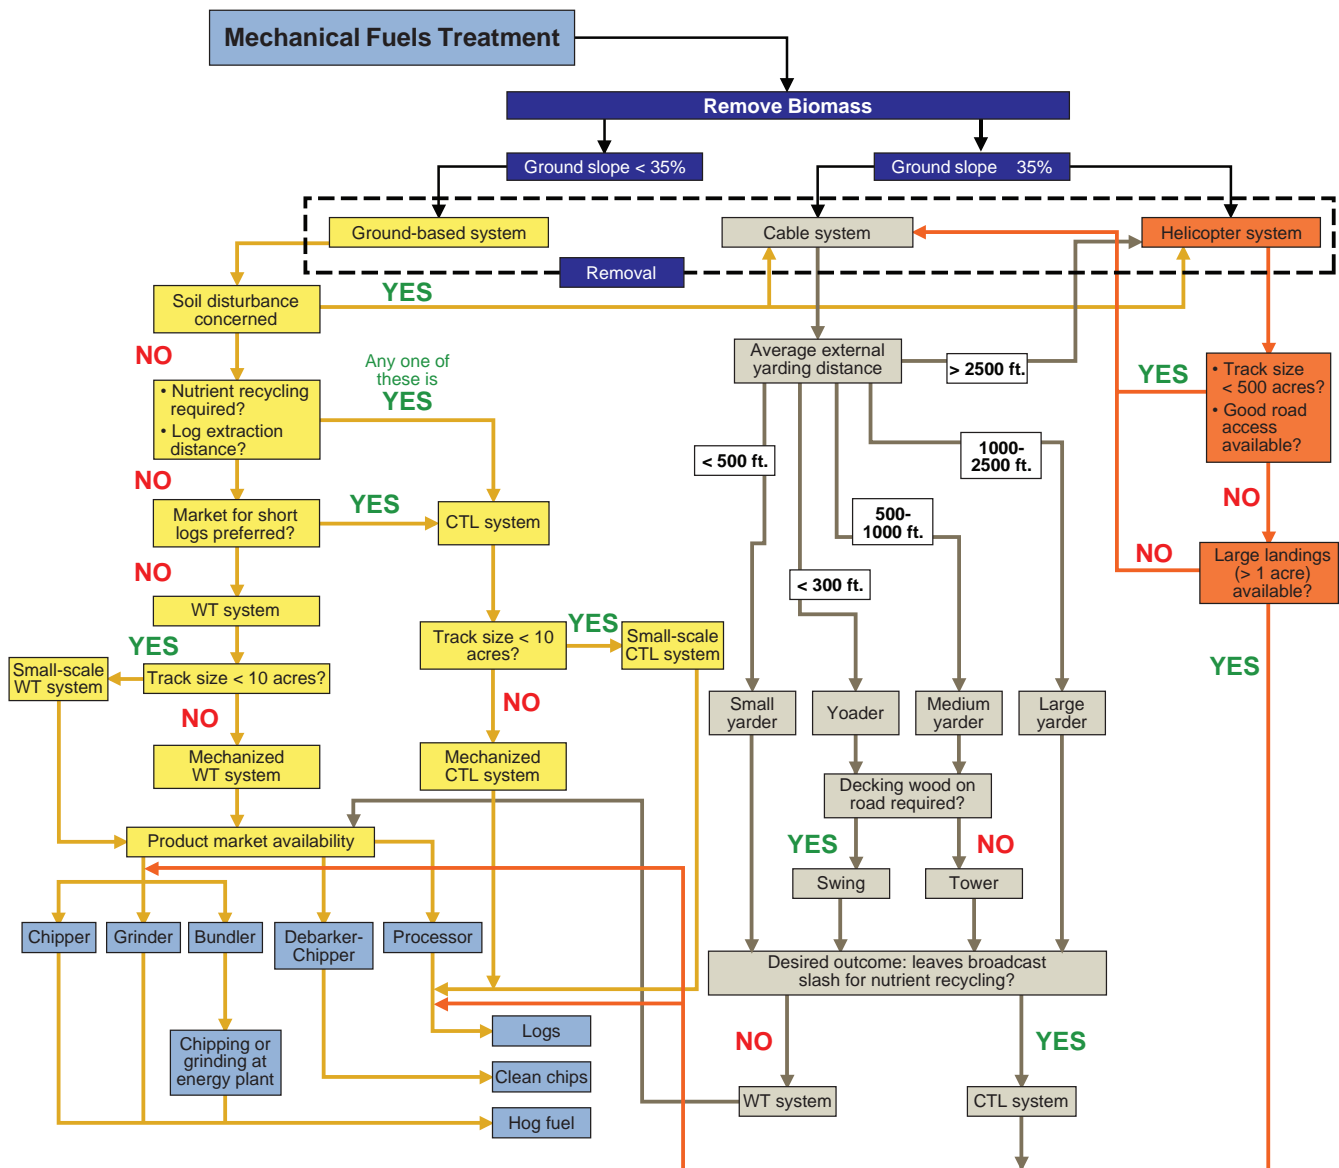 Mechanical Fuels Treatment
Remove Biomass
Ground slope < 35%
Ground slope 35%
Ground-based system
Cable system
Helicopter system
Removal
Soil disturbance
concerned
YES
NO
Any one of
these is
YES
• Nutrient recycling
required?
• Log extraction
distance?
Average external
yarding distance
> 2500 ft.
YES
• Track size
< 500 acres?
• Good road
access
available?
< 500 ft.
1000-
2500 ft.
NO
Market for short
logs preferred?
YES
CTL system
500-
1000 ft.
NO
NO
Large landings
(> 1 acre)
available?
NO
< 300 ft.
WT system
YES
Track size < 10
acres?
YES
Small-scale
CTL system
Small-scale
WT system
Track size < 10 acres?
YES
NO
NO
Small
yarder
Yoader
Medium
yarder
Large
yarder
Mechanized
WT system
Mechanized
CTL system
Decking wood on
road required?
Product market availability
YES
NO
Swing
Tower
Chipper
Grinder
Bundler
Debarker-
Chipper
Processor
Desired outcome: leaves broadcast
slash for nutrient recycling?
Logs
NO
YES
Chipping or
grinding at
energy plant
Clean chips
WT system
CTL system
Hog fuel